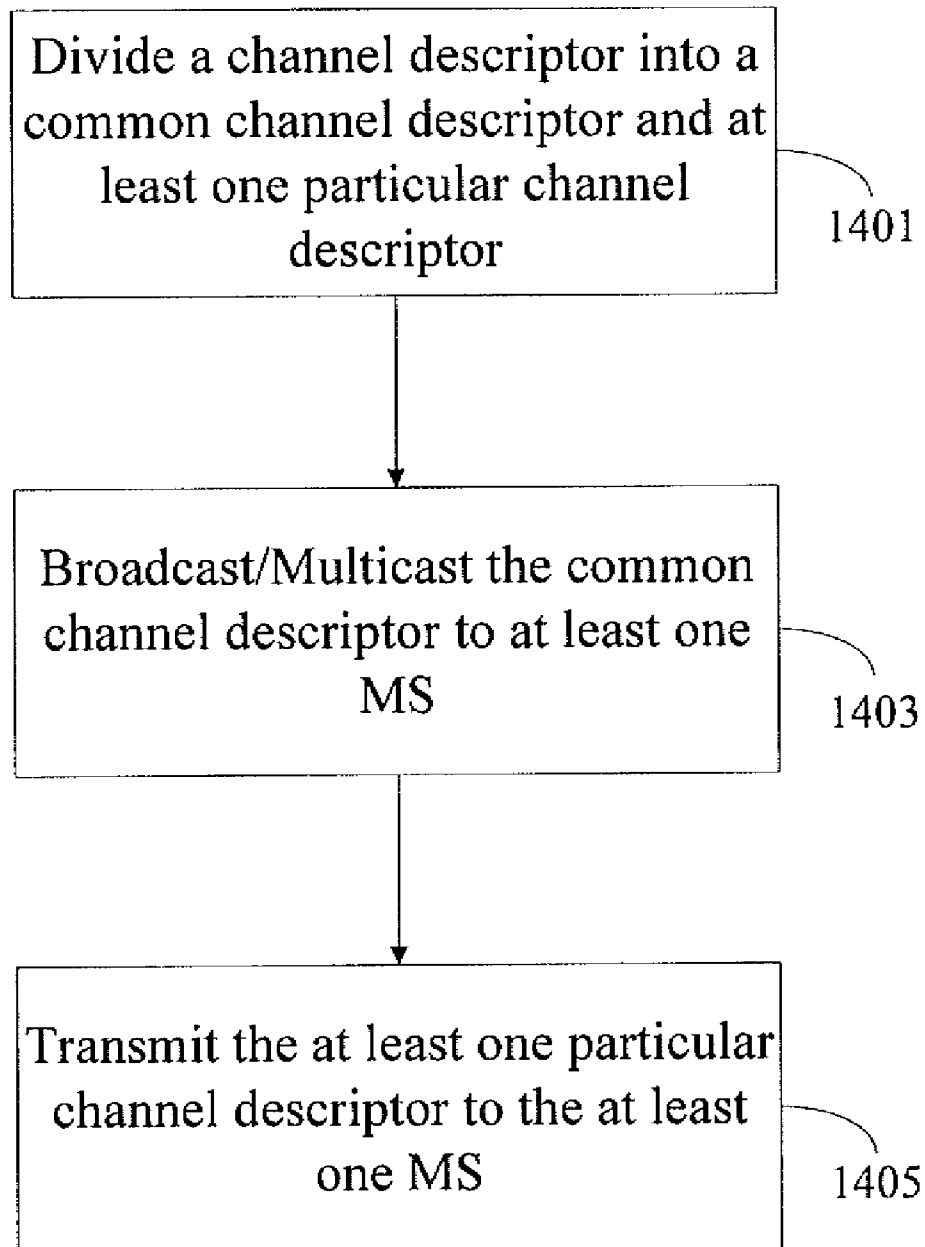 Divide a channel descriptor into a
common channel descriptor and at
least one particular channel
descriptor
1401
Broadcast/Multicast the common
channel descriptor to at least one
MS
1403
Transmit the at least one particular
channel descriptor to the at least
one MS
1405